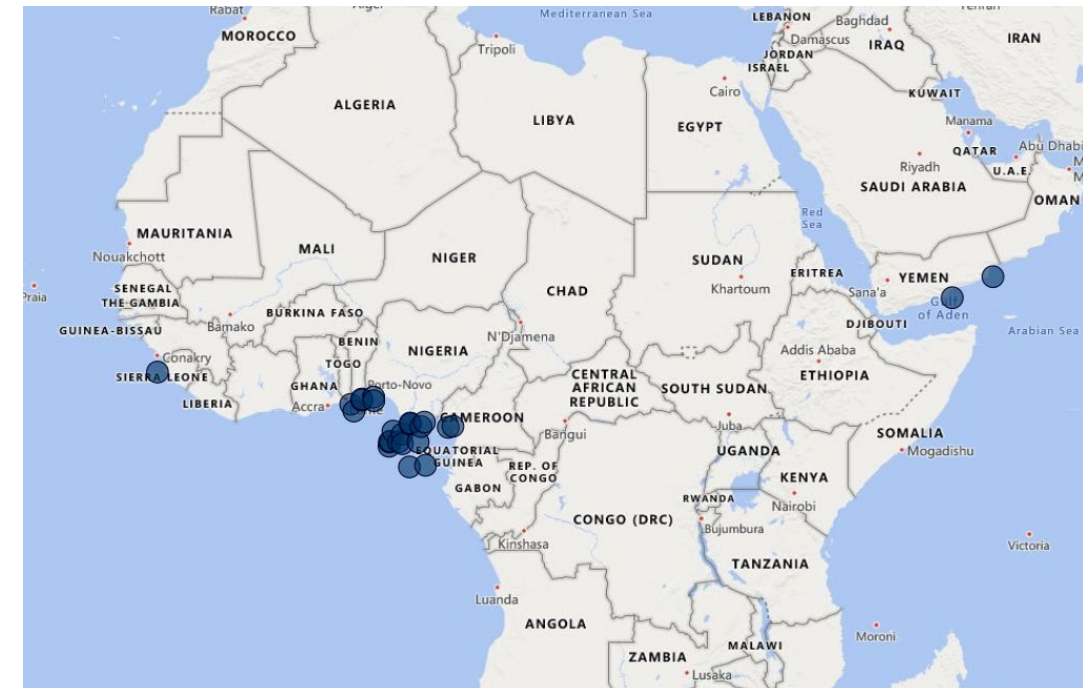 Rabat
Mediterranean Sea
LEBANON
Baghdad
MOROCCO
Tripoli
Damascus
IRAQ
IRAN
JORDAN
ISRAEL
Cairo
KUWAIT
ALGERIA
LIBYA
EGYPT
Manama
QATAR
Abu Dhabi
Riyadh
U.A.E.
SAUDI ARABIA
OMAN
Red
Sea
MAURITANIA
MALI
NIGER
Nouakchott
SUDAN
ERITREA
YEMEN
SENEGAL
CHAD
Khartoum
Sana'a
THE GAMBIA
Gulf
of Aden
BURKINA FASO
GUINEA-BISSAU
Bamako
N'Djamena
DJIBOUTI
Arabian Sea
BENIN
NIGERIA
Conakry
TOGO
Addis Ababa
SIERRA LEONE
GHANA
Porto-Novo
CENTRAL
AFRICAN
REPUBLIC
SOUTH SUDAN
ETHIOPIA
LIBERIA
Accra
CAMEROON
Bangui
Juba
SOMALIA
EQUATORIAL
GUINEA
UGANDA
Mogadishu
REP. OF
CONGO
KENYA
GABON
RWANDA
Nairobi
CONGO (DRC)
Bujumbura
Kinshasa
Victoria
TANZANIA
Luanda
ANGOLA
Moroni
MALAWI
ZAMBIA
Lusaka